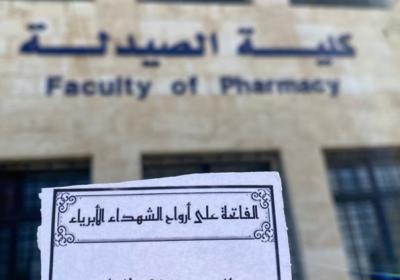 كلية الصيدلة
Faculty of Pharmacy
الفاتحة على أرواح الشهداء الأبرياء